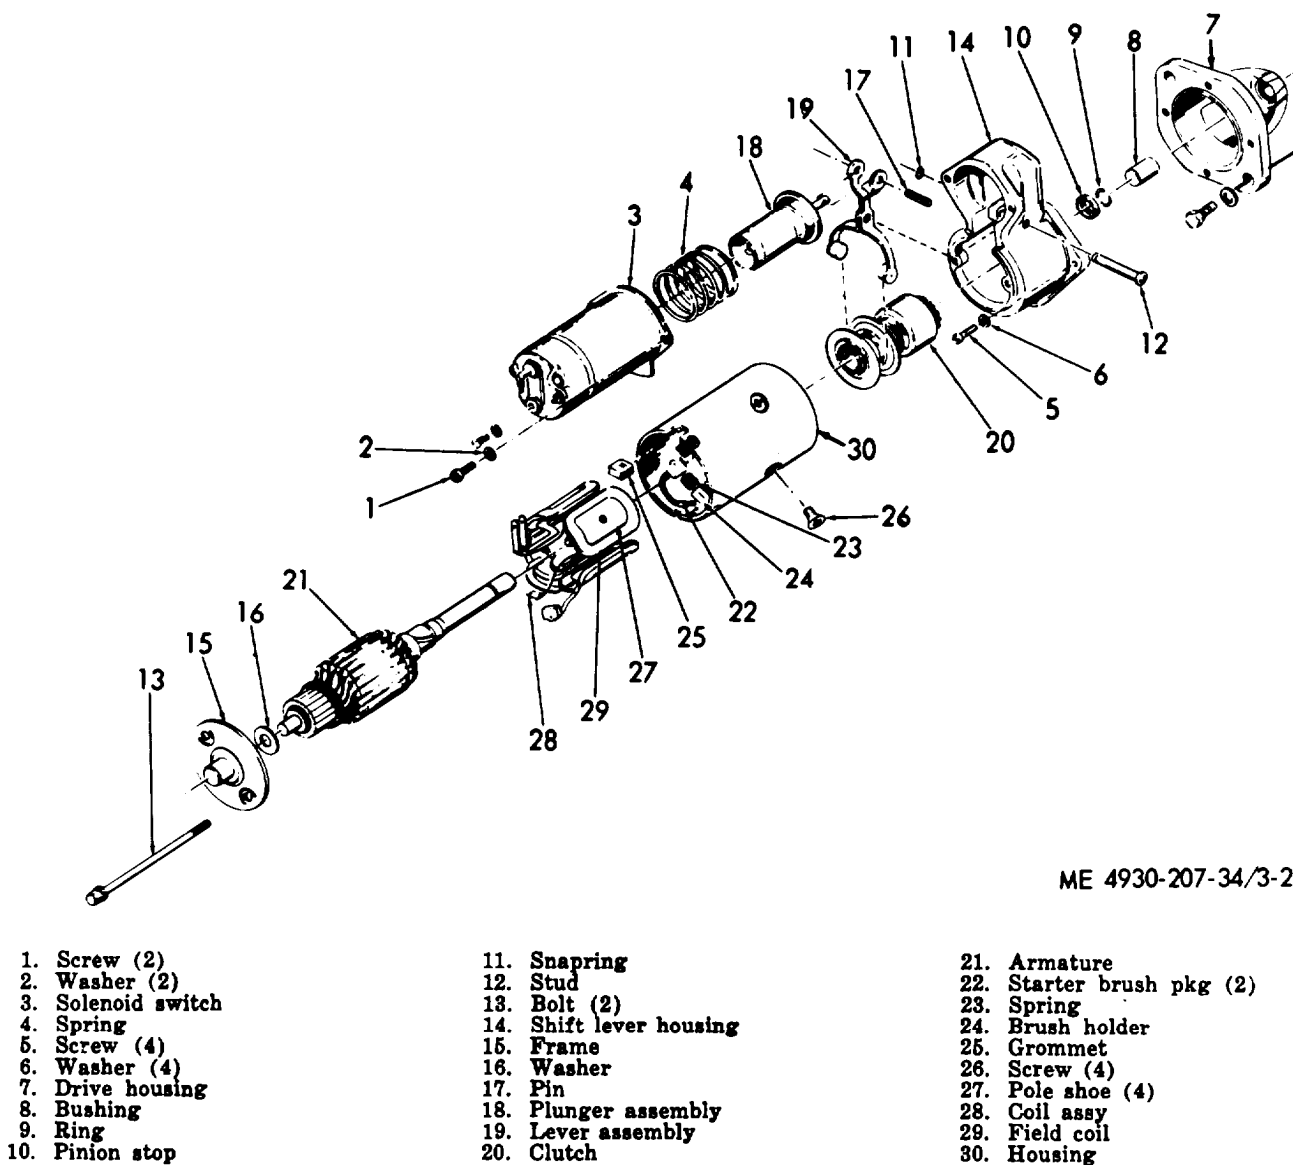 7
9
8
10
14
11
17
19
18
4
3
12
6
5
20
30
2
1
26
23
24
22
25
27
29
28
21
16
15
13
ME 4930-207-34/3-2
1. Screw (2)
2. Washer (2)
3. Solenoid switch
4. Spring
5. Screw (4)
6. Washer (4)
7. Drive housing
8. Bushing
9. Ring
10. Pinion stop
11. Snapring
12. Stud
13. Bolt (2)
14. Shift lever housing
15. Frame
16. Washer
17. Pin
18. Plunger assembly
19. Lever assembly
20. Clutch
21. Armature
22. Starter brush pkg (2)
23. Spring
24. Brush holder
25. Grommet
26. Screw (4)
27. Pole shoe (4)
28. Coil assy
29. Field coil
30. Housing